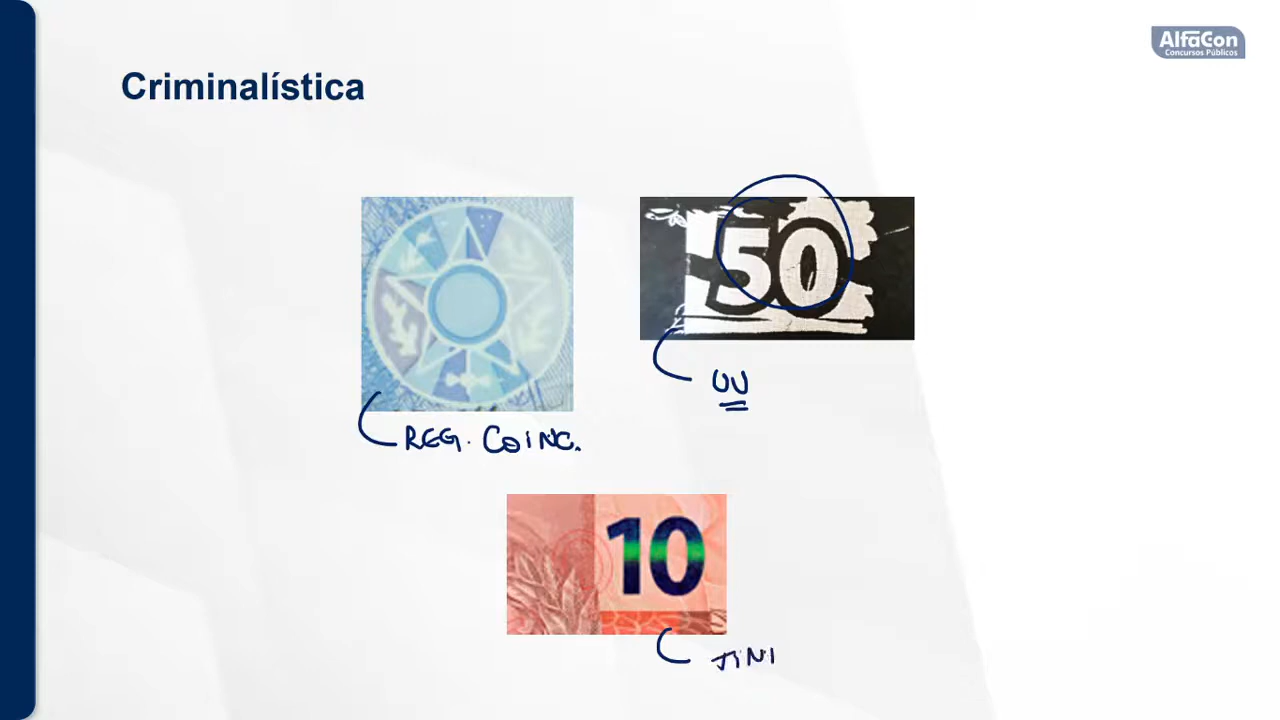 AlfaCon
Concursos Públicos
Criminalística
50
UV
REG. COINC.
10
TINT